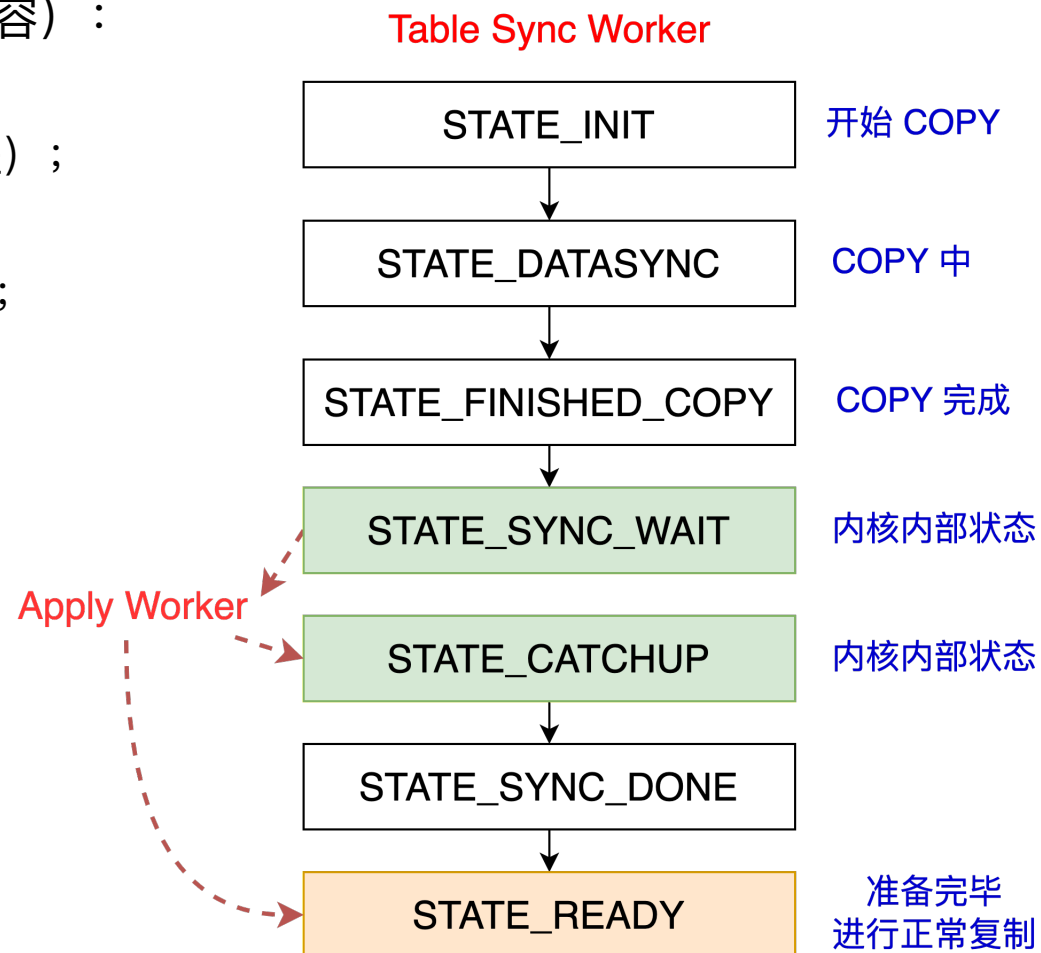 容）：
）；
；
Table Sync Worker
STATE_INIT
开始 COPY
STATE_DATASYNC
COPY 中
STATE_FINISHED_COPY
COPY 完成
STATE_SYNC_WAIT
内核内部状态
Apply Worker
STATE_CATCHUP
内核内部状态
STATE_SYNC_DONE
STATE_READY
准备完毕
进行正常复制